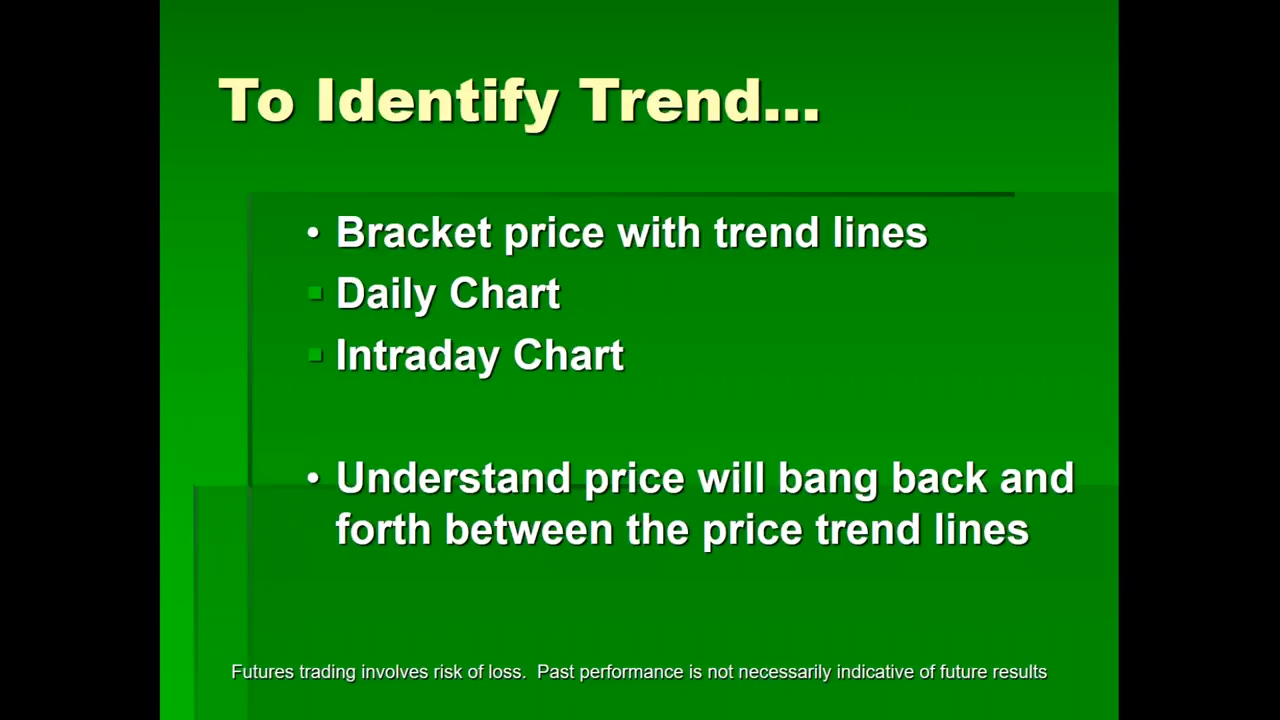 To Identify Trend...
• Bracket price with trend lines
▪ Daily Chart
▪ Intraday Chart
• Understand price will bang back and
forth between the price trend lines
Futures trading involves risk of loss.  Past performance is not necessarily indicative of future results